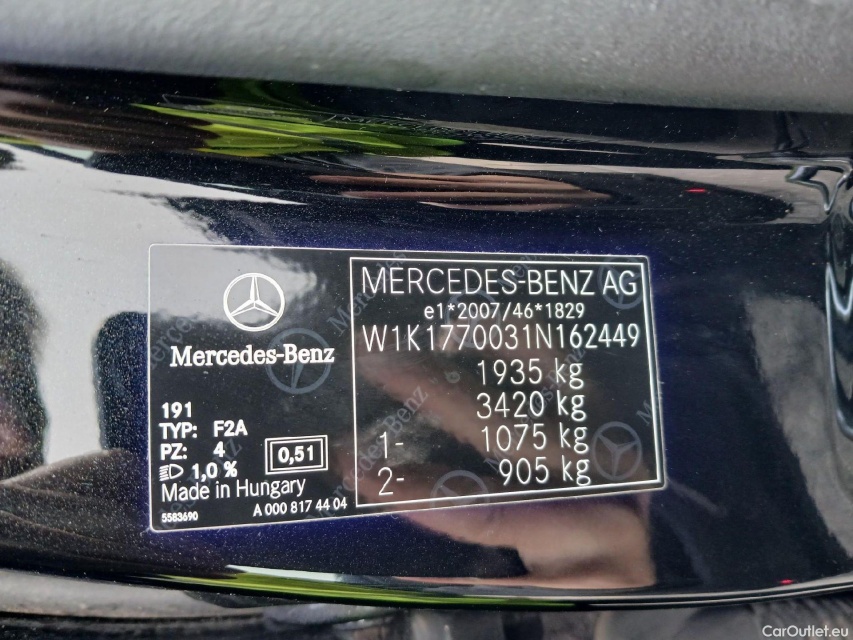 Mercedes-Benz
191
TYP: F2A
PZ: 4
1,0 %
0,51
Made in Hungary
5583690
A 000 817 44 04
MERCEDES-BENZ AG
e1*2007/46*1829
W1K1770031N162449
1935 kg
3420 kg
1- 1075 kg
2- 905 kg
CarOutlet.eu